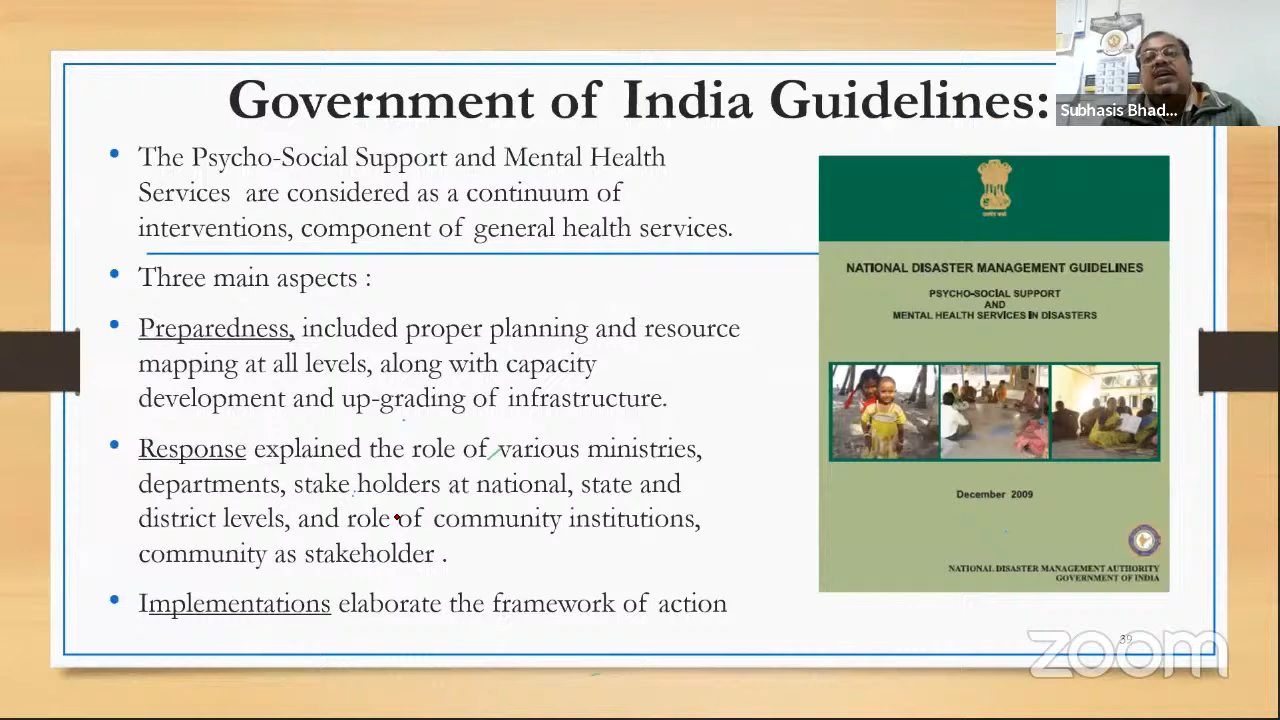 Government of India Guidelines:
Subhasis Bhad...
• The Psycho-Social Support and Mental Health
Services are considered as a continuum of
interventions, component of general health services.
• Three main aspects :
• Preparedness, included proper planning and resource
mapping at all levels, along with capacity
development and up-grading of infrastructure.
• Response explained the role of various ministries,
departments, stake holders at national, state and
district levels, and role of community institutions,
community as stakeholder .
• Implementations elaborate the framework of action
NATIONAL DISASTER MANAGEMENT GUIDELINES
PSYCHO-SOCIAL SUPPORT
AND
MENTAL HEALTH SERVICES IN DISASTERS
December 2009
NATIONAL DISASTER MANAGEMENT AUTHORITY
GOVERNMENT OF INDIA
39
zoom